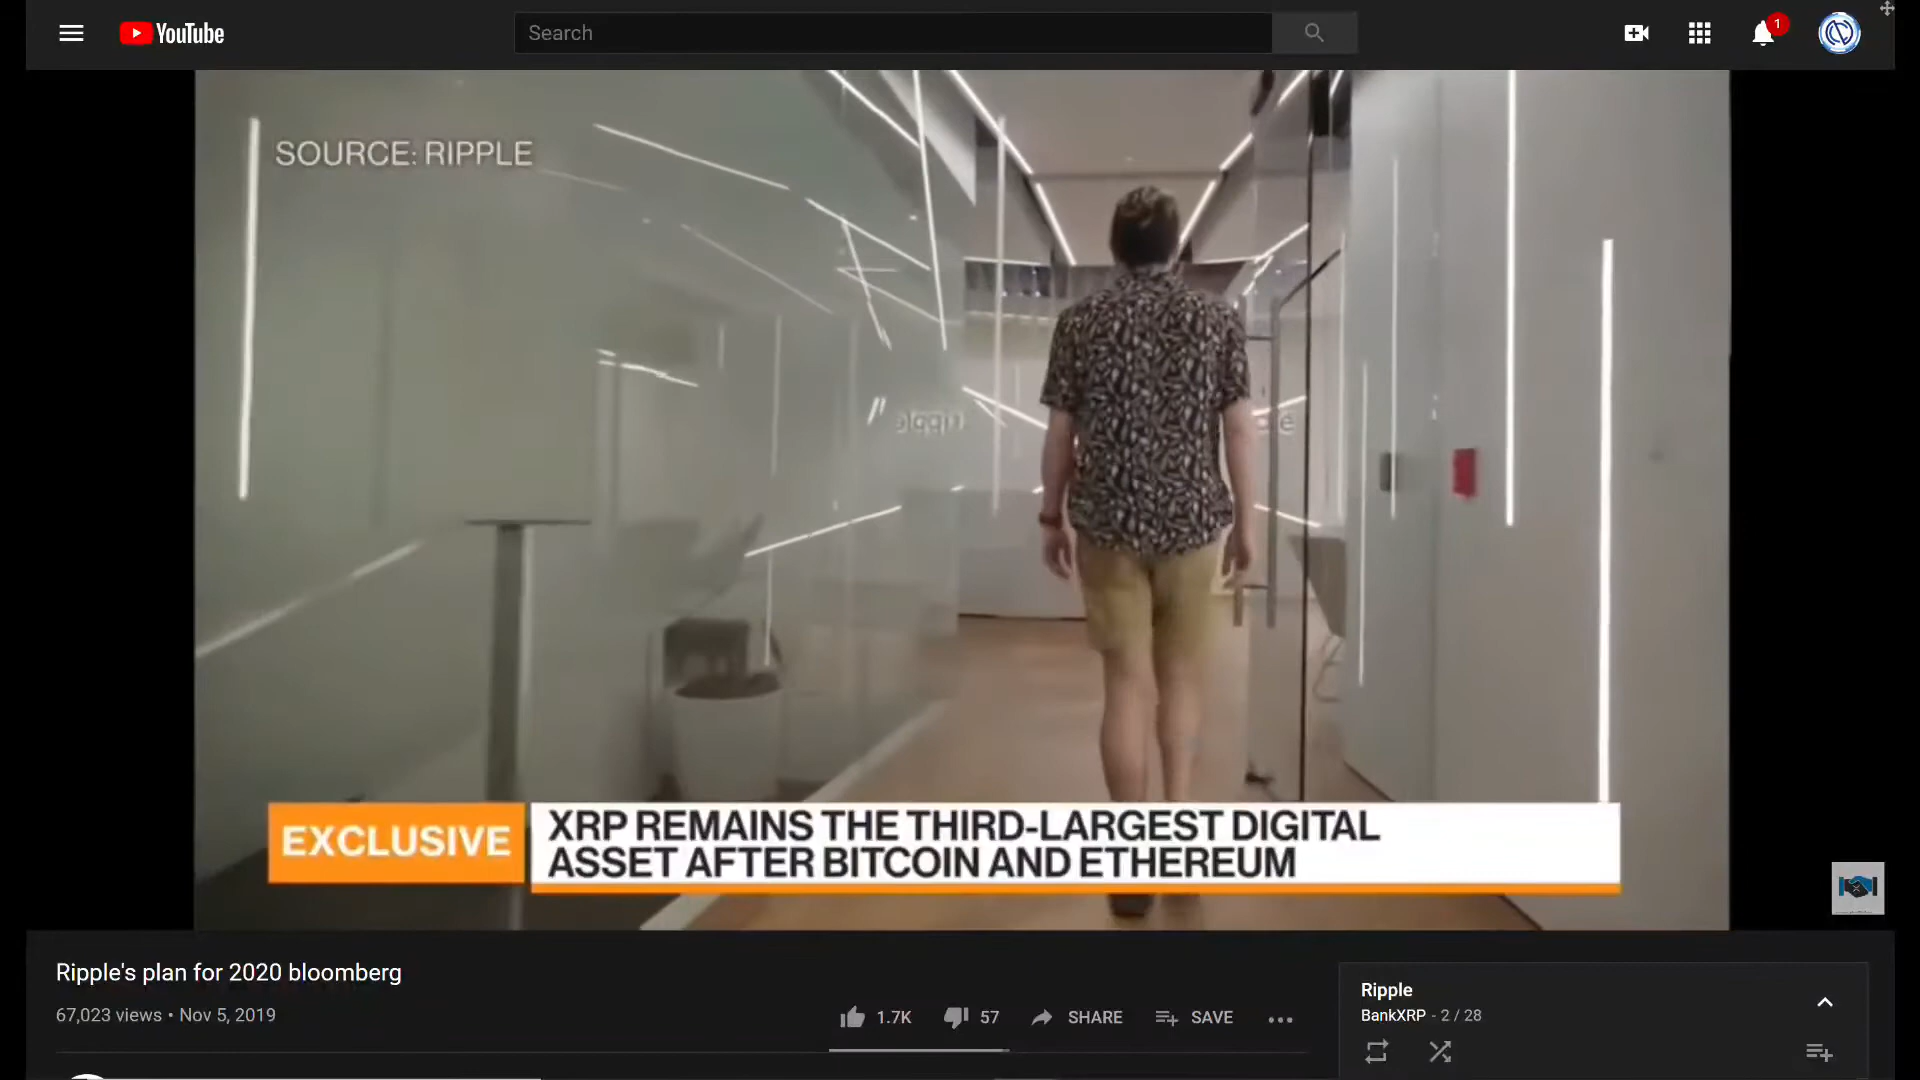 YouTube
Search
1
SOURCE: RIPPLE
ripple
EXCLUSIVE
XRP REMAINS THE THIRD-LARGEST DIGITAL
ASSET AFTER BITCOIN AND ETHEREUM
Ripple's plan for 2020 bloomberg
67,023 views • Nov 5, 2019
1.7K
57
SHARE
SAVE
Ripple
BankXRP - 2 / 28